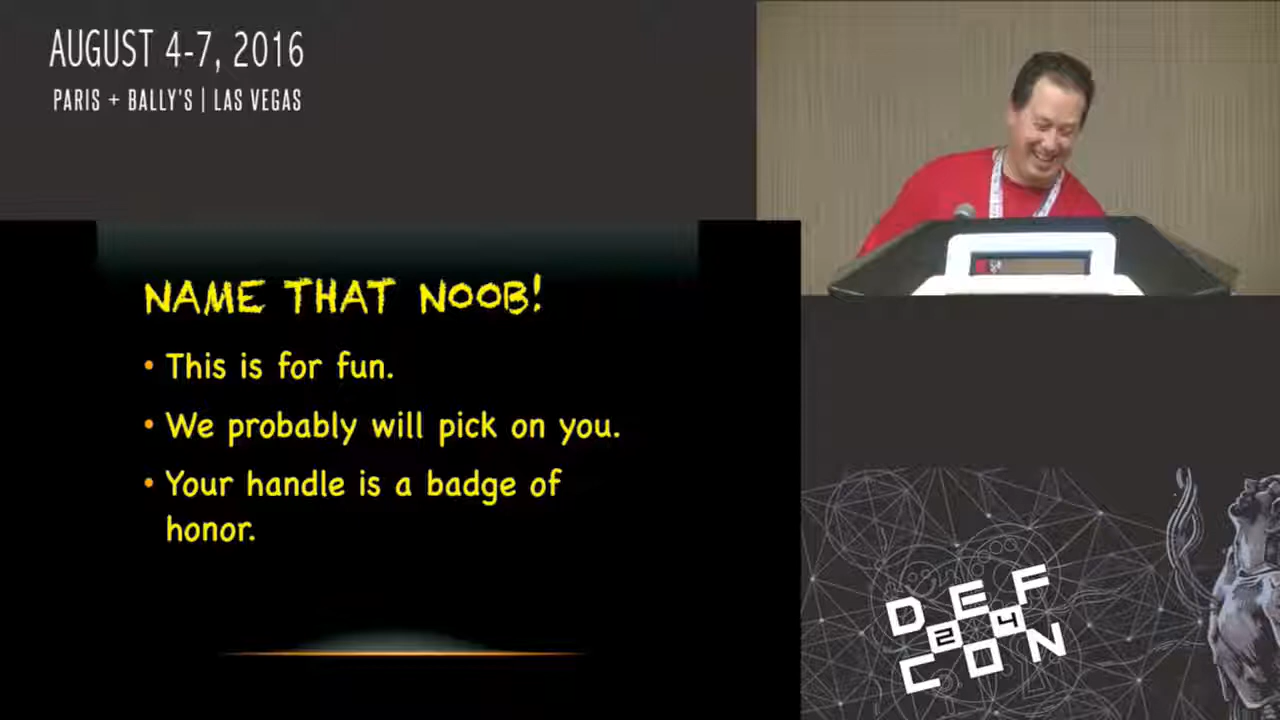 AUGUST 4-7, 2016
PARIS + BALLY'S | LAS VEGAS
NAME THAT NOOB!
• This is for fun.
• We probably will pick on you.
• Your handle is a badge of
honor.
DEF
24
CON